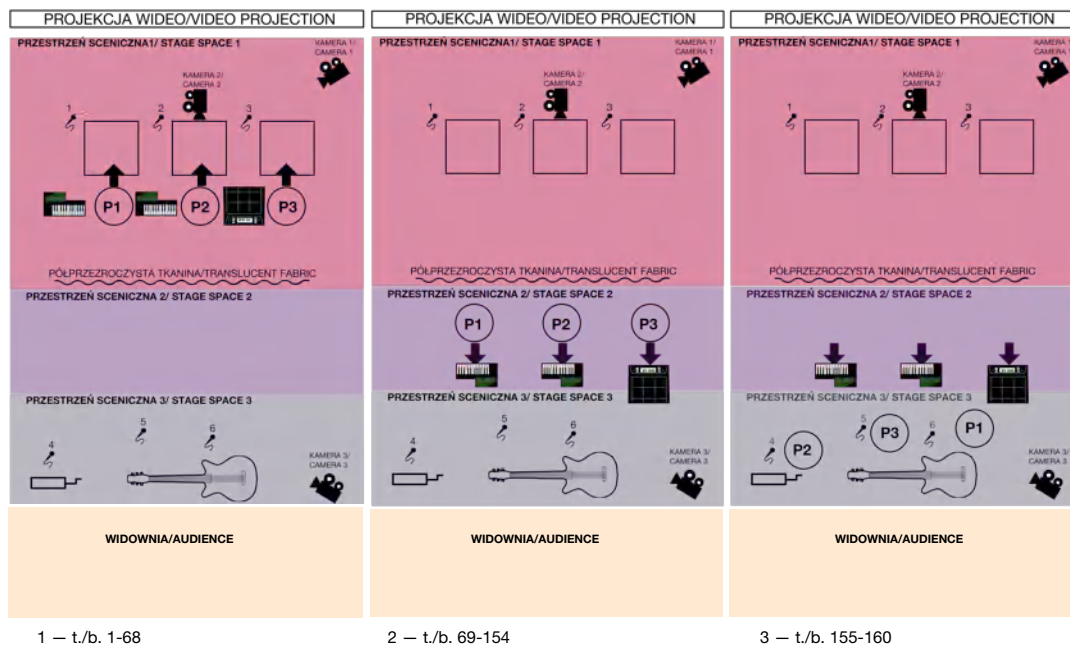 PROJEKCJA WIDEO/VIDEO PROJECTION
PRZESTRZEŃ SCENICZNA1/ STAGE SPACE 1
KAMERA 1/
CAMERA 1
KAMERA 2/
CAMERA 2
1
2
3
P1
P2
P3
PÓŁPRZEZROCZYSTA TKANINA/TRANSLUCENT FABRIC
PRZESTRZEŃ SCENICZNA 2/ STAGE SPACE 2
PRZESTRZEŃ SCENICZNA 3/ STAGE SPACE 3
4
5
6
KAMERA 3/
CAMERA 3
WIDOWNIA/AUDIENCE
1 — t./b. 1-68
PROJEKCJA WIDEO/VIDEO PROJECTION
PRZESTRZEŃ SCENICZNA1/ STAGE SPACE 1
KAMERA 1/
CAMERA 1
KAMERA 2/
CAMERA 2
1
2
3
PÓŁPRZEZROCZYSTA TKANINA/TRANSLUCENT FABRIC
PRZESTRZEŃ SCENICZNA 2/ STAGE SPACE 2
P1
P2
P3
PRZESTRZEŃ SCENICZNA 3/ STAGE SPACE 3
4
5
6
KAMERA 3/
CAMERA 3
WIDOWNIA/AUDIENCE
2 — t./b. 69-154
PROJEKCJA WIDEO/VIDEO PROJECTION
PRZESTRZEŃ SCENICZNA1/ STAGE SPACE 1
KAMERA 1/
CAMERA 1
KAMERA 2/
CAMERA 2
1
2
3
PÓŁPRZEZROCZYSTA TKANINA/TRANSLUCENT FABRIC
PRZESTRZEŃ SCENICZNA 2/ STAGE SPACE 2
PRZESTRZEŃ SCENICZNA 3/ STAGE SPACE 3
4
P2
5
P3
6
P1
KAMERA 3/
CAMERA 3
WIDOWNIA/AUDIENCE
3 — t./b. 155-160